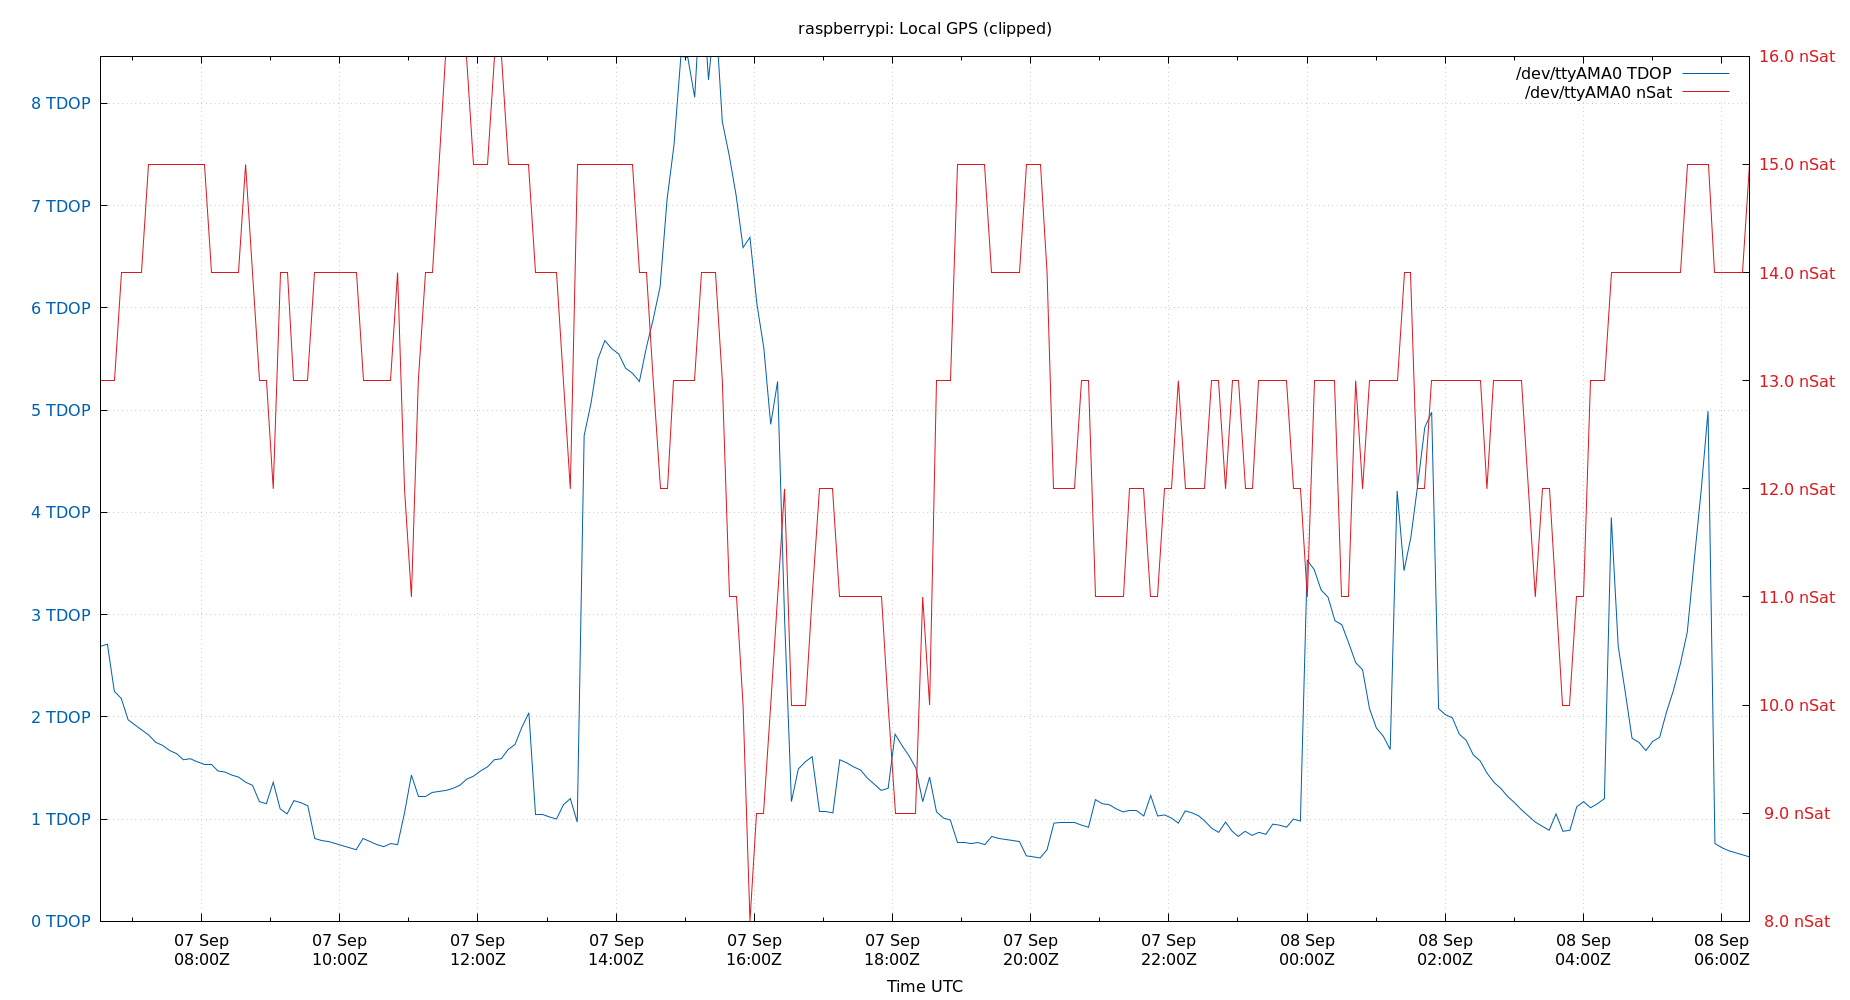 raspberrypi: Local GPS (clipped)
16.0 nSat
/dev/ttyAMA0 TDOP
/dev/ttyAMA0 nSat
8 TDOP
15.0 nSat
7 TDOP
14.0 nSat
6 TDOP
13.0 nSat
5 TDOP
12.0 nSat
4 TDOP
11.0 nSat
3 TDOP
10.0 nSat
2 TDOP
9.0 nSat
1 TDOP
0 TDOP
8.0 nSat
07 Sep 07 Sep 07 Sep 07 Sep 07 Sep 07 Sep 07 Sep 07 Sep 08 Sep 08 Sep 08 Sep 08 Sep
08:00Z 10:00Z 12:00Z 14:00Z 16:00Z 18:00Z 20:00Z 22:00Z 00:00Z 02:00Z 04:00Z 06:00Z
Time UTC